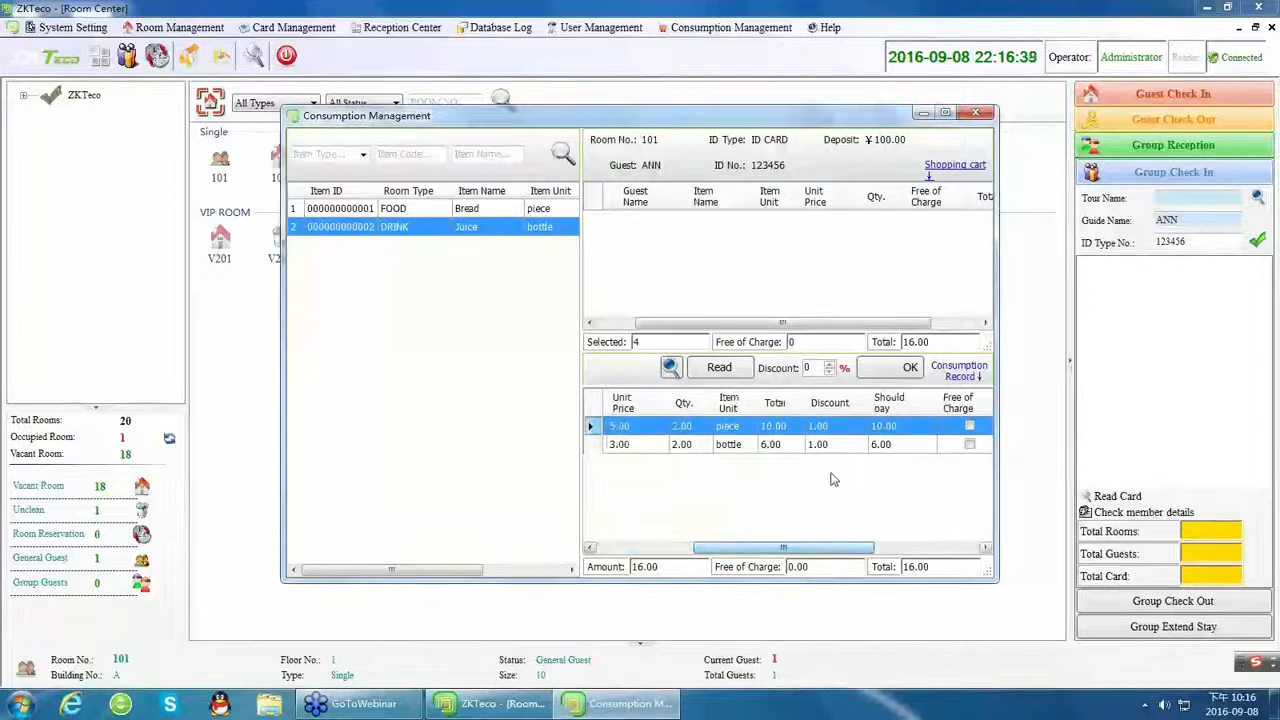 ZKTeco - [Room Center]
System Setting Room Management Card Management Reception Center Database Log User Management Consumption Management Help
ZKTeco 2016-09-08 22:16:39 Operator: Administrator Reader: Connected
ZKTeco
All Types All Status ROOM NO
Single
101
VIP ROOM
V201
Total Rooms: 20
Occupied Room: 1
Vacant Room: 18
Vacant Room 18
Unclean 1
Room Reservation 0
General Guest 1
Group Guests 0
Consumption Management
Item Type... Item Code... Item Name...
Item ID Room Type Item Name Item Unit
1 000000000001 FOOD Bread piece
2 000000000002 DRINK Juice bottle
Room No.: 101 ID Type: ID CARD Deposit: ¥100.00
Guest: ANN ID No.: 123456 Shopping cart ↓
Guest Name Item Name Item Unit Unit Price Qty. Free of Charge Tota
Selected: 4 Free of Charge: 0 Total: 16.00
Read Discount: 0 % OK Consumption Record↓
Unit Price Qty. Item Unit Total Discount Should pay Free of Charge
5.00 2.00 piece 10.00 1.00 10.00
3.00 2.00 bottle 6.00 1.00 6.00
Amount: 16.00 Free of Charge: 0.00 Total: 16.00
Guest Check In
Guest Check Out
Group Reception
Group Check In
Tour Name:
Guide Name: ANN
ID Type No.: 123456
Read Card
Check member details
Total Rooms:
Total Guests:
Total Card:
Group Check Out
Group Extend Stay
Room No.: 101 Floor No.: 1 Status: General Guest Current Guest: 1
Building No.: A Type: Single Size: 10 Total Guests: 1
GoToWebinar ZKTeco - [Room... Consumption M...
下午 10:16
2016-09-08